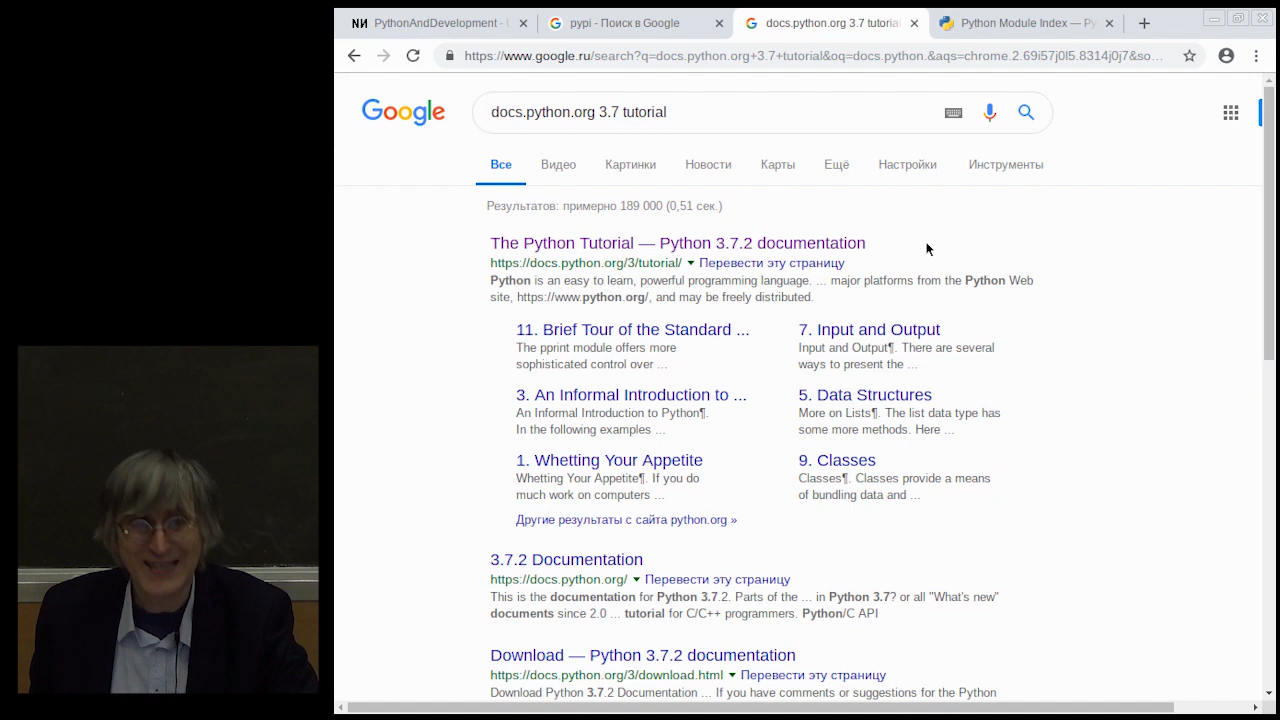 PythonAndDevelopment -
pypi - Поиск в Google
docs.python.org 3.7 tutorial
Python Module Index — Py
https://www.google.ru/search?q=docs.python.org+3.7+tutorial&oq=docs.python.&aqs=chrome.2.69i57j0l5.8314j0j7&so...
Google
docs.python.org 3.7 tutorial
Все Видео Картинки Новости Карты Ещё Настройки Инструменты
Результатов: примерно 189 000 (0,51 сек.)
The Python Tutorial — Python 3.7.2 documentation
https://docs.python.org/3/tutorial/ Перевести эту страницу
Python is an easy to learn, powerful programming language. ... major platforms from the Python Web
site, https://www.python.org/, and may be freely distributed.
11. Brief Tour of the Standard ...
The pprint module offers more
sophisticated control over ...
7. Input and Output
Input and Output¶. There are several
ways to present the ...
3. An Informal Introduction to ...
An Informal Introduction to Python¶.
In the following examples ...
5. Data Structures
More on Lists¶. The list data type has
some more methods. Here ...
1. Whetting Your Appetite
Whetting Your Appetite¶. If you do
much work on computers ...
9. Classes
Classes¶. Classes provide a means
of bundling data and ...
Другие результаты с сайта python.org »
3.7.2 Documentation
https://docs.python.org/ Перевести эту страницу
This is the documentation for Python 3.7.2. Parts of the ... in Python 3.7? or all "What's new"
documents since 2.0 ... tutorial for C/C++ programmers. Python/C API
Download — Python 3.7.2 documentation
https://docs.python.org/3/download.html Перевести эту страницу
Download Python 3.7.2 Documentation ... If you have comments or suggestions for the Python